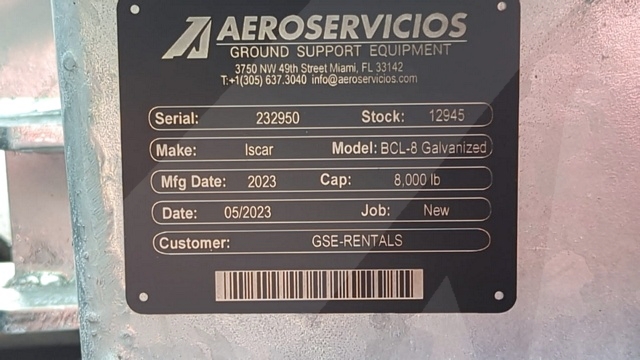 AEROSERVICIOS
GROUND SUPPORT EQUIPMENT
3750 NW 49th Street Miami, FL 33142
T:+1(305) 637.3040 info@aeroservicios.com
Serial: 232950 Stock: 12945
Make: Iscar Model: BCL-8 Galvanized
Mfg Date: 2023 Cap: 8,000 lb
Date: 05/2023 Job: New
Customer: GSE-RENTALS